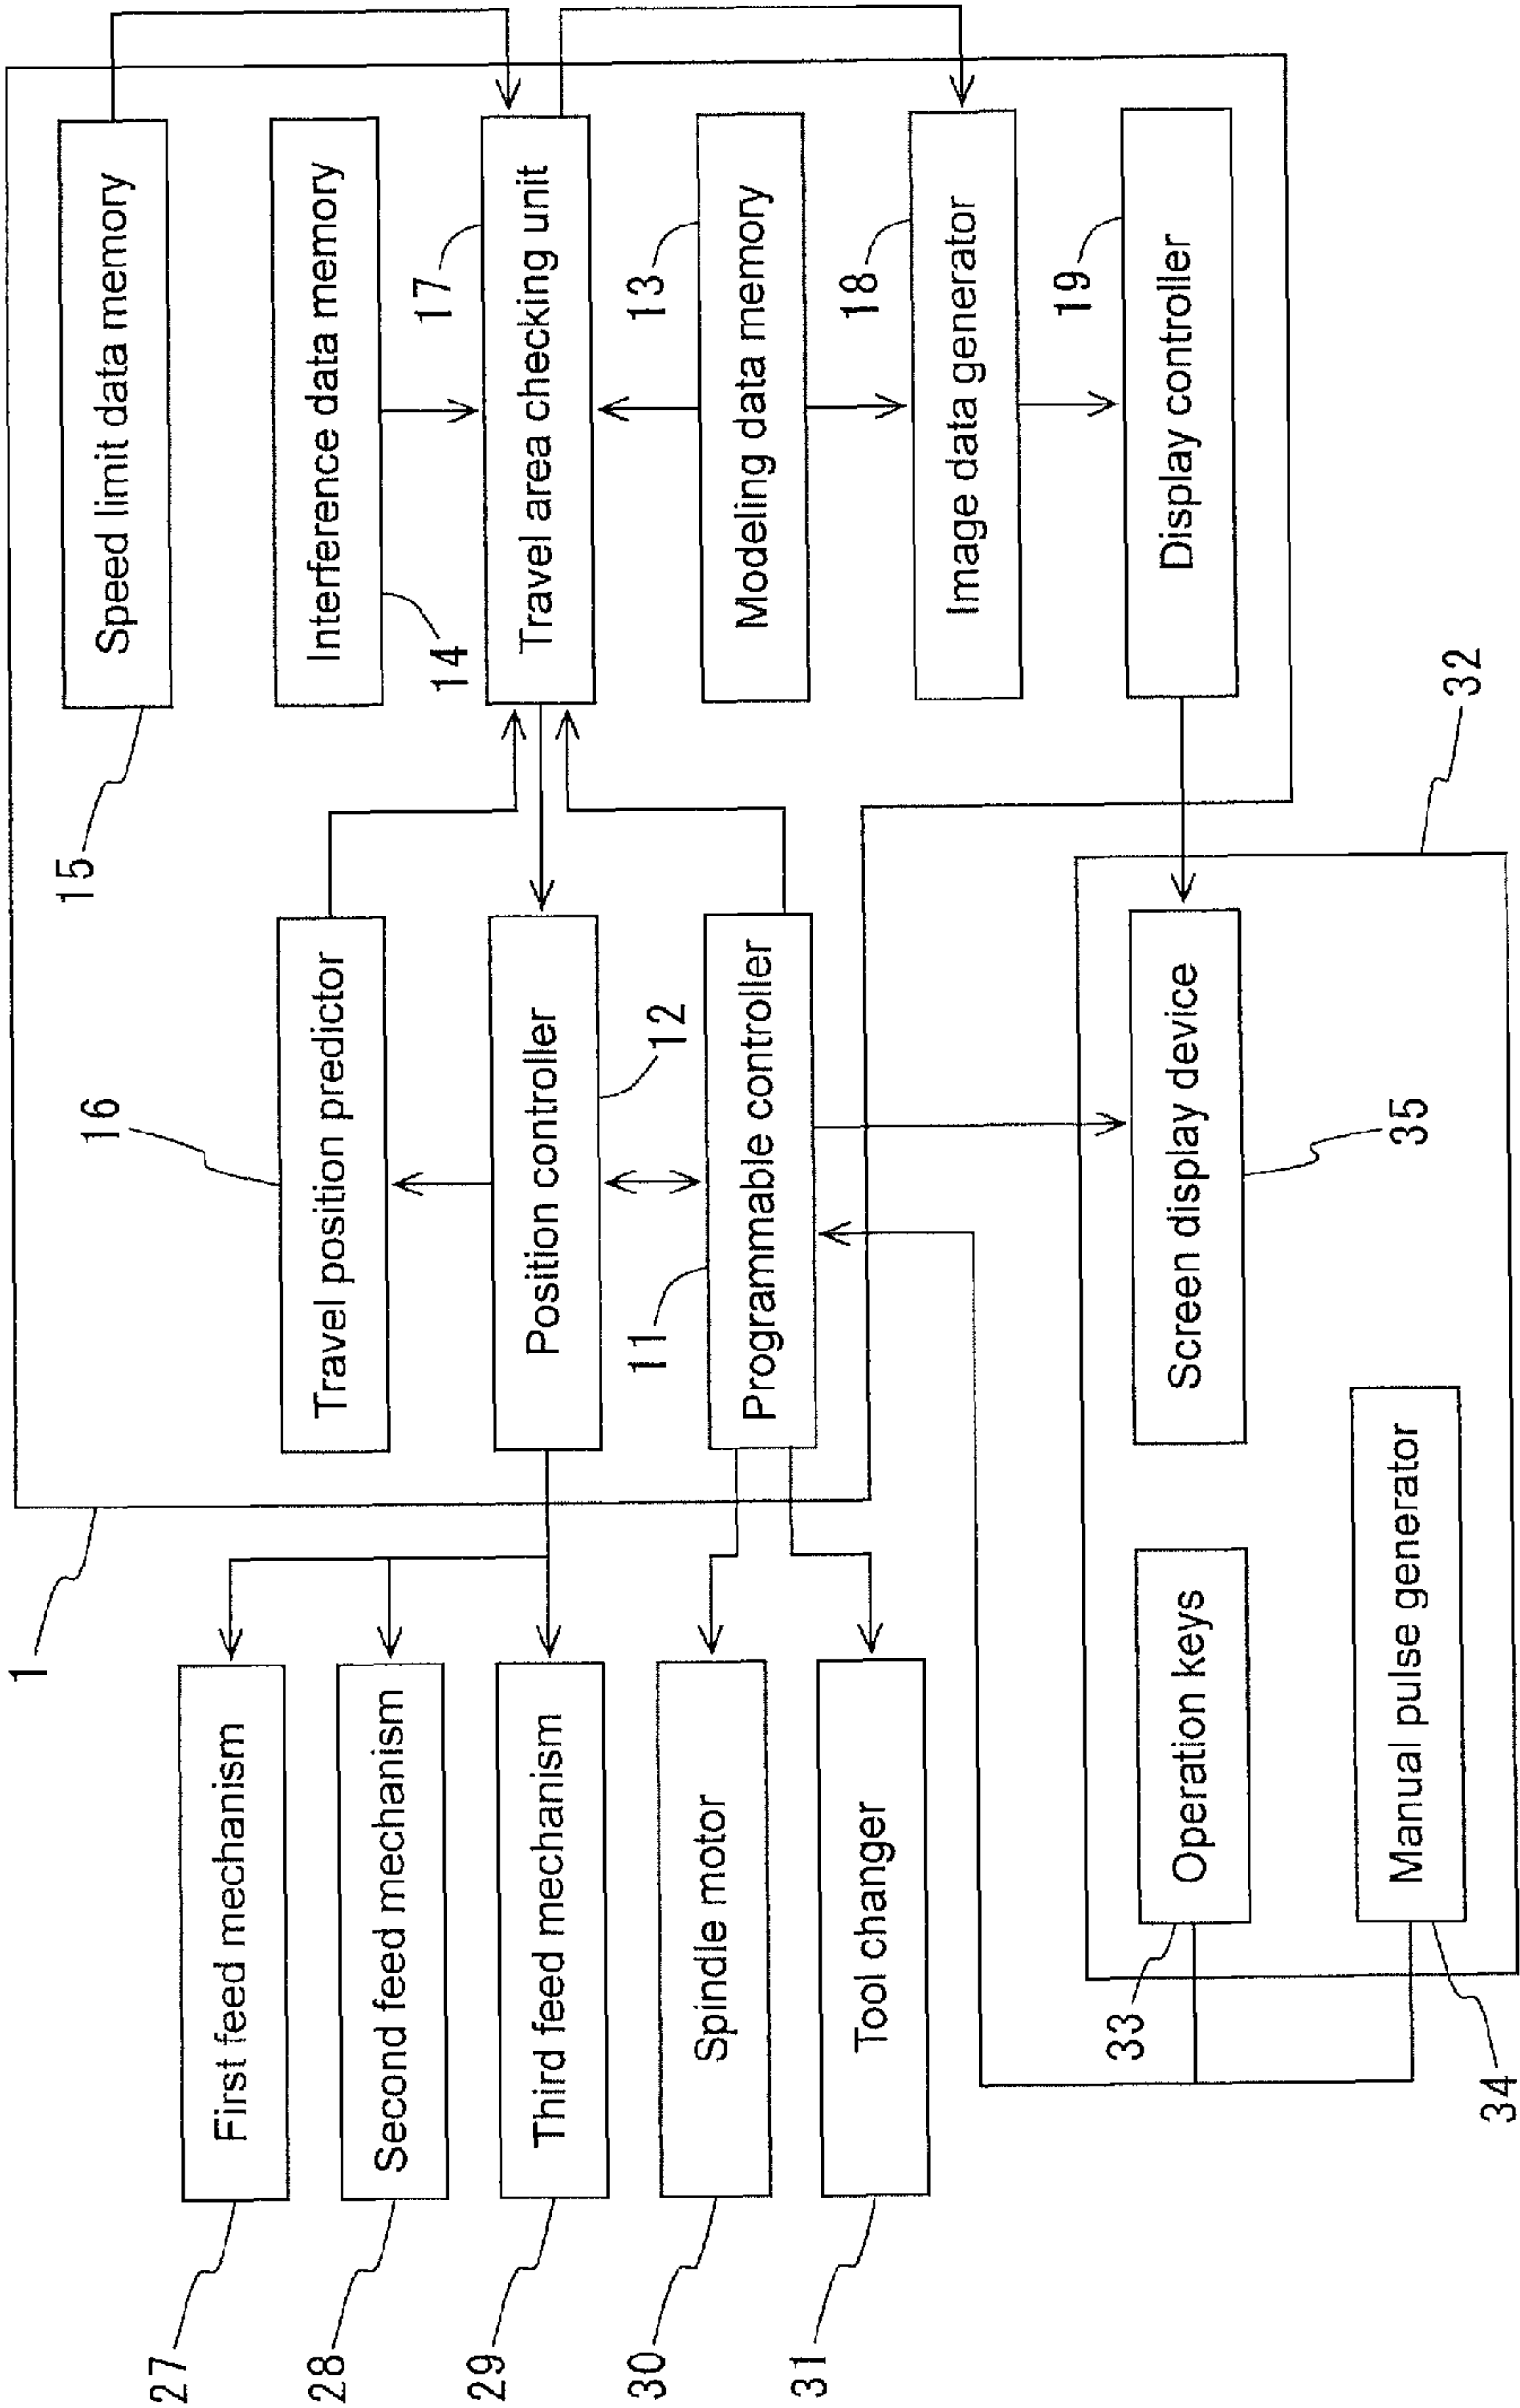 1
27
First feed mechanism
28
Second feed mechanism
29
Third feed mechanism
30
Spindle motor
31
Tool changer
16
Travel position predictor
Position controller
12
11
Programmable controller
15
Speed limit data memory
Interference data memory
14
17
Travel area checking unit
13
Modeling data memory
18
Image data generator
19
Display controller
32
33
Operation keys
34
Manual pulse generator
Screen display device
35